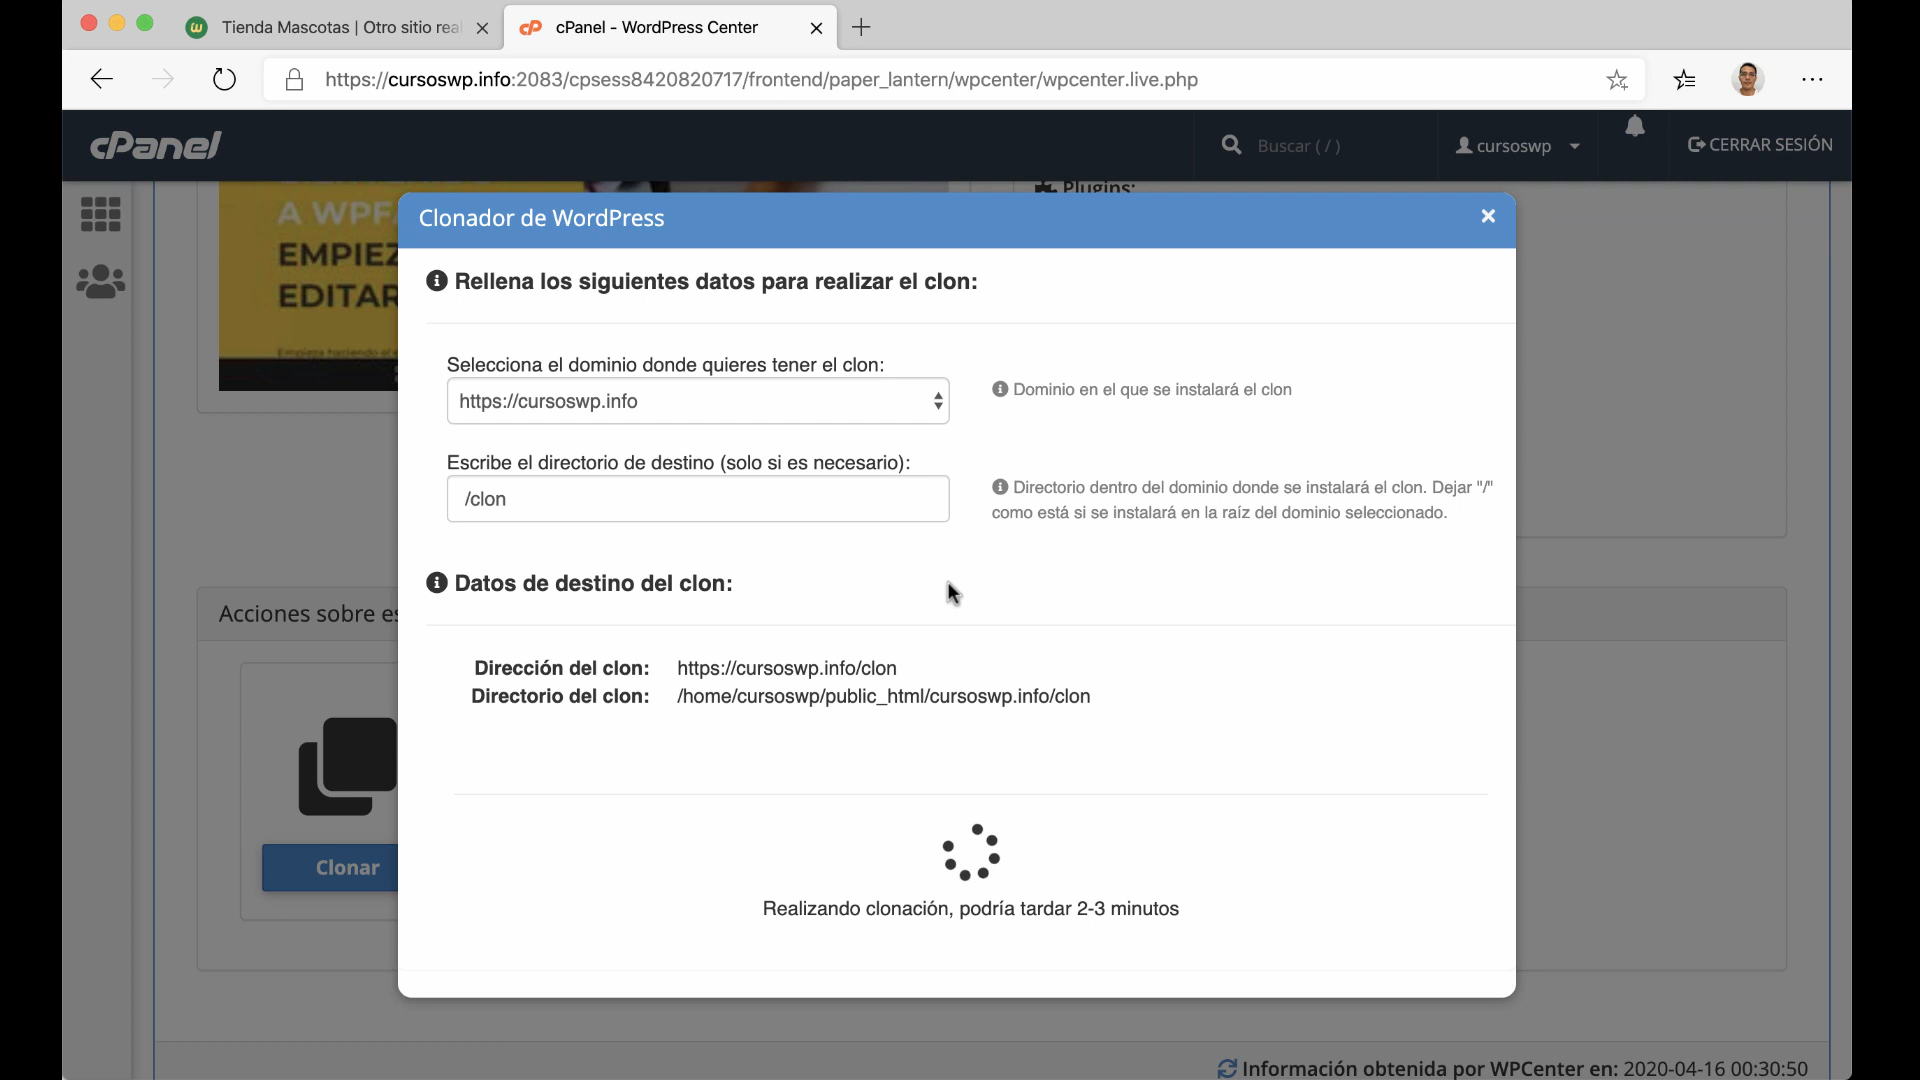 Tienda Mascotas | Otro sitio rea
cPanel - WordPress Center
https://cursoswp.info:2083/cpsess8420820717/frontend/paper_lantern/wpcenter/wpcenter.live.php
cPanel
Buscar ( / )
cursoswp
CERRAR SESIÓN
Plugins:
A WPF
EMPIEZ
EDITAR
Clonador de WordPress
Rellena los siguientes datos para realizar el clon:
Selecciona el dominio donde quieres tener el clon:
https://cursoswp.info
Dominio en el que se instalará el clon
Escribe el directorio de destino (solo si es necesario):
/clon
Directorio dentro del dominio donde se instalará el clon. Dejar "/"
como está si se instalará en la raíz del dominio seleccionado.
Datos de destino del clon:
Acciones sobre es
Dirección del clon: https://cursoswp.info/clon
Directorio del clon: /home/cursoswp/public_html/cursoswp.info/clon
Clonar
Realizando clonación, podría tardar 2-3 minutos
Información obtenida por WPCenter en: 2020-04-16 00:30:50